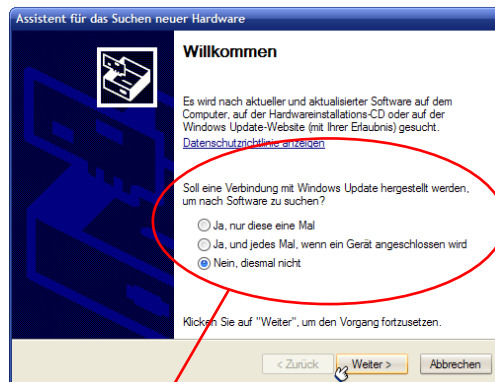 Assistent für das Suchen neuer Hardware
Willkommen
Es wird nach aktueller und aktualisierter Software auf dem
Computer, auf der Hardwareinstallations-CD oder auf der
Windows Update-Website (mit Ihrer Erlaubnis) gesucht.
Datenschutzrichtlinie anzeigen
Soll eine Verbindung mit Windows Update hergestellt werden,
um nach Software zu suchen?
Ja, nur diese eine Mal
Ja, und jedes Mal, wenn ein Gerät angeschlossen wird
Nein, diesmal nicht
Klicken Sie auf "Weiter", um den Vorgang fortzusetzen.
< Zurück Weiter > Abbrechen